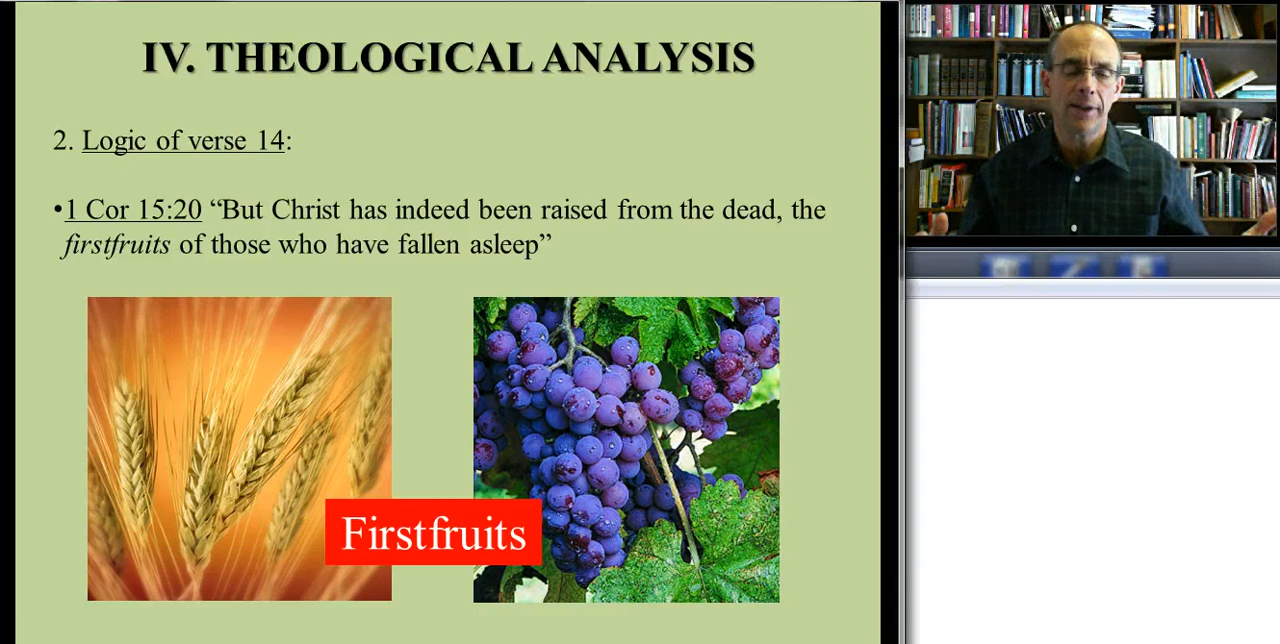 IV. THEOLOGICAL ANALYSIS
2. Logic of verse 14:
•1 Cor 15:20 “But Christ has indeed been raised from the dead, the
firstfruits of those who have fallen asleep”
Firstfruits